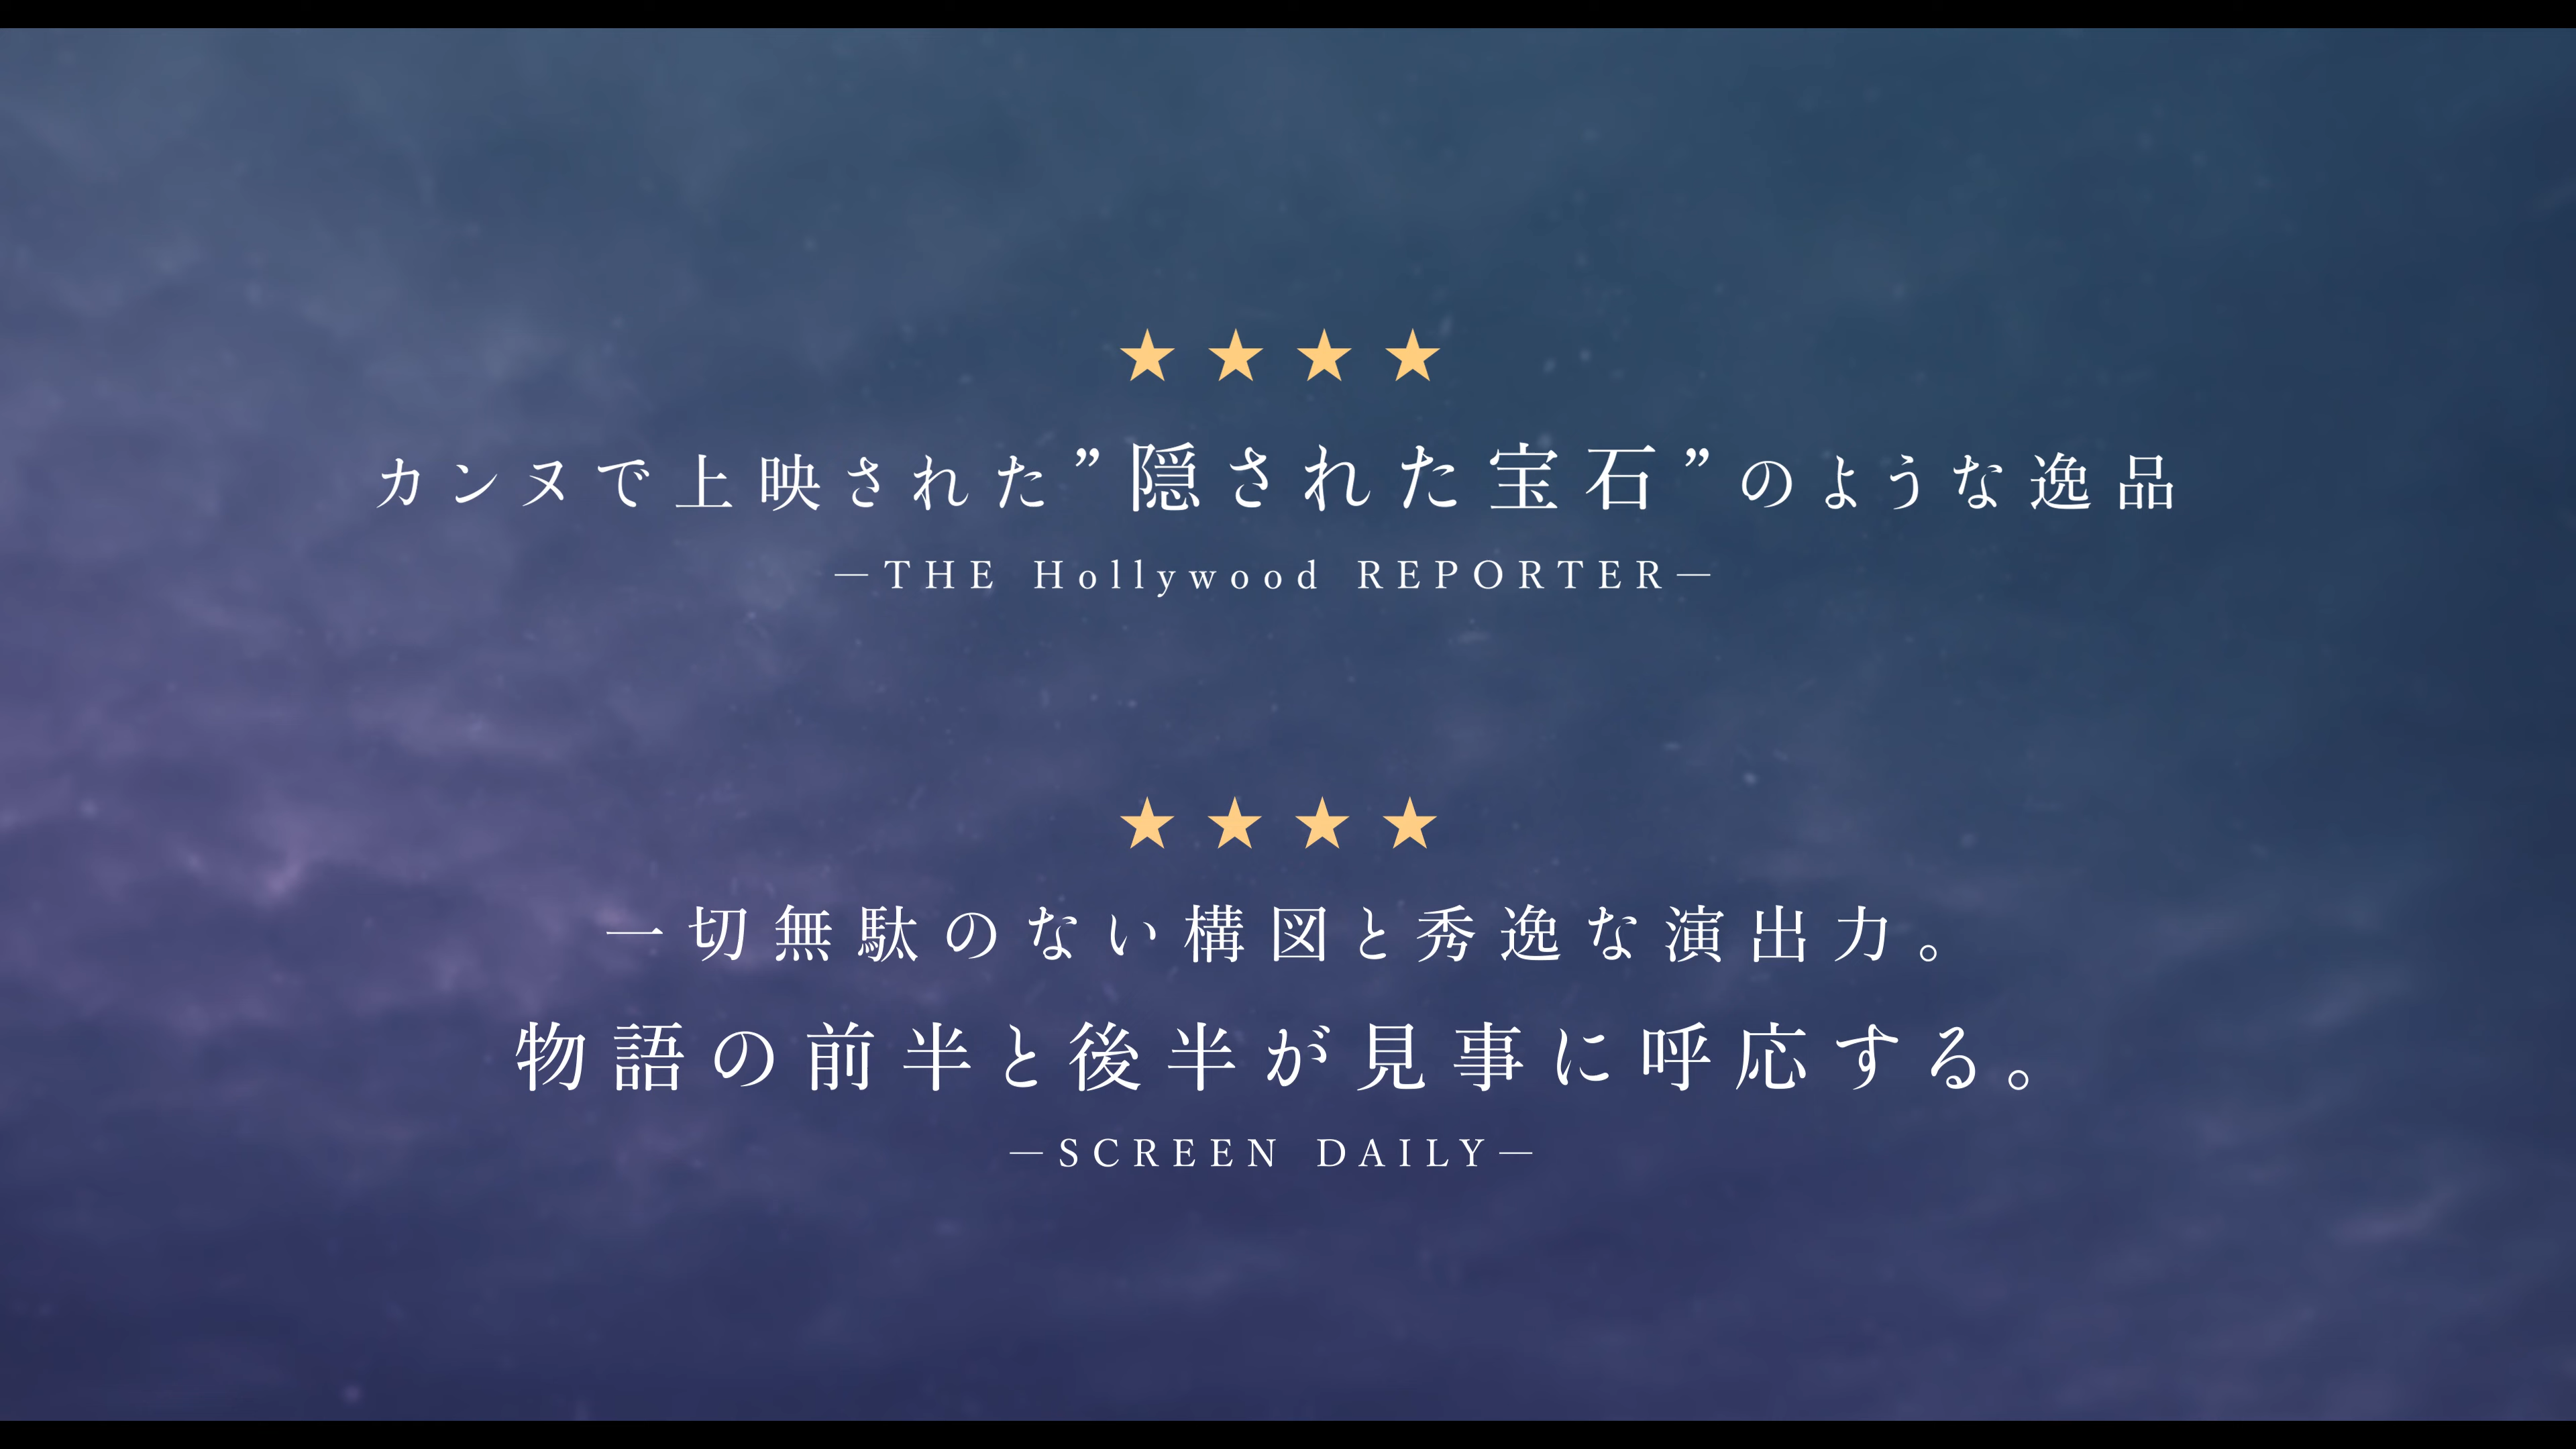 ★★★★
カンヌで上映された”隠された宝石”のような逸品
—THE Hollywood REPORTER—
★★★★
一切無駄のない構図と秀逸な演出力。
物語の前半と後半が見事に呼応する。
—SCREEN DAILY—